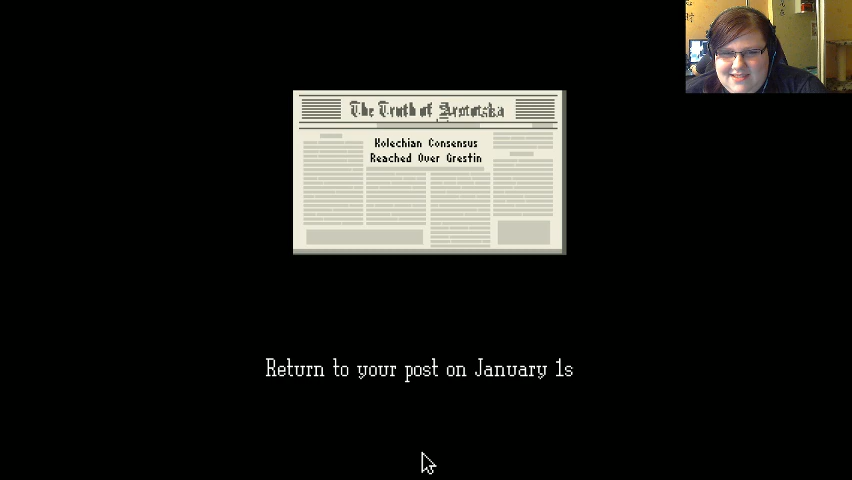 The Truth of Arstotzka
Kolechian Consensus
Reached Over Grestin
Return to your post on January 1s